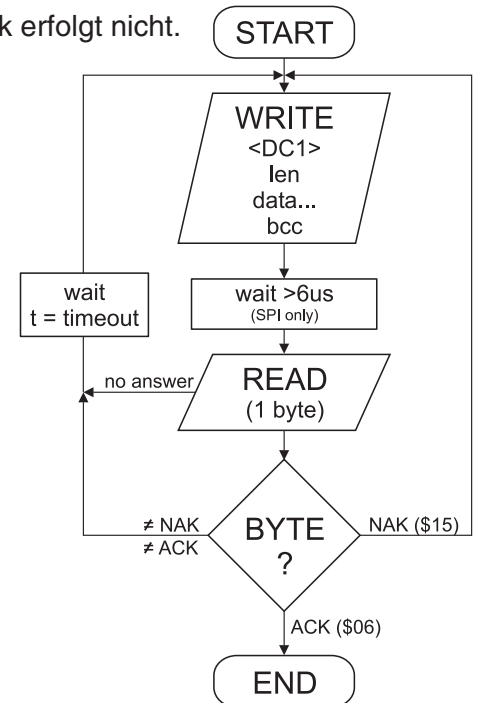 k erfolgt nicht.
START
WRITE
<DC1>
len
data...
bcc
wait
t = timeout
wait >6us
(SPI only)
no answer
READ
(1 byte)
≠ NAK
≠ ACK
BYTE
?
NAK ($15)
ACK ($06)
END